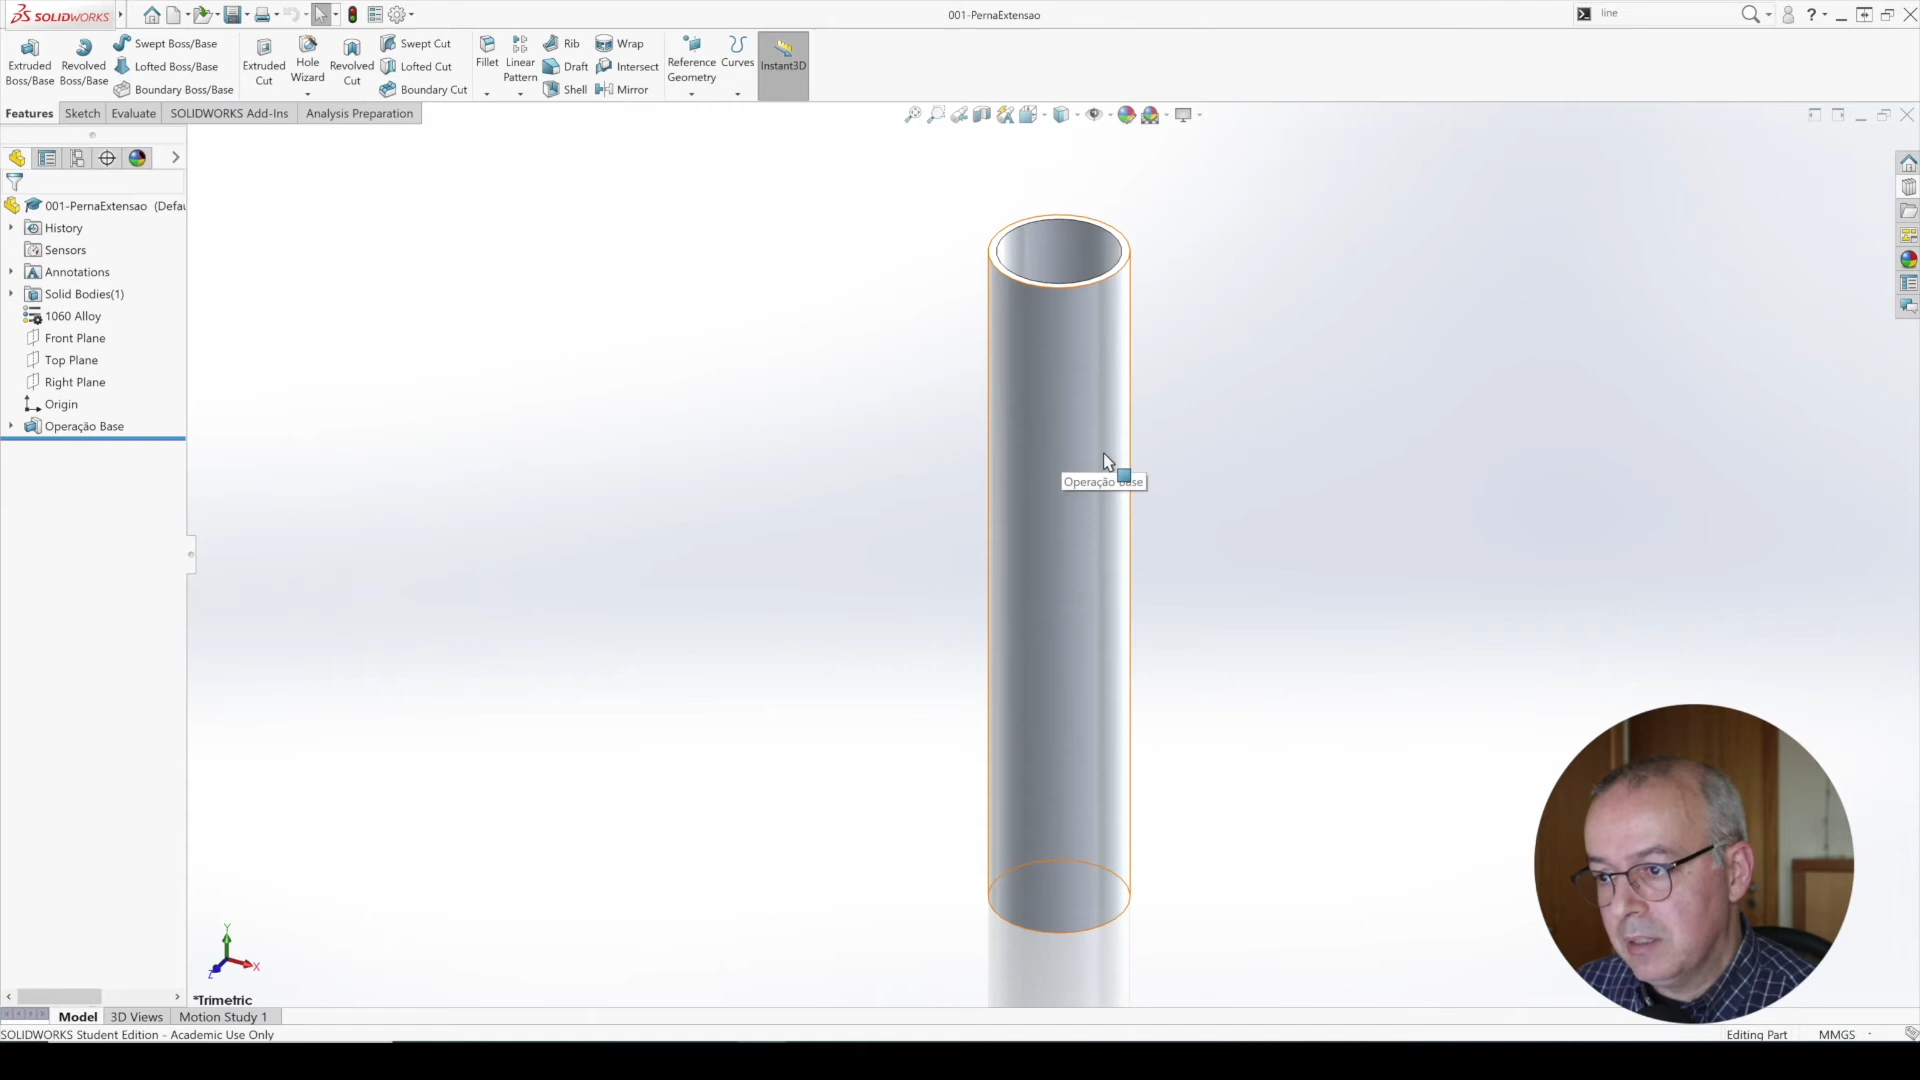 SOLIDWORKS
001-PernaExtensao
line
Extruded Boss/Base
Revolved Boss/Base
Swept Boss/Base
Lofted Boss/Base
Boundary Boss/Base
Extruded Cut
Hole Wizard
Revolved Cut
Swept Cut
Lofted Cut
Boundary Cut
Fillet
Linear Pattern
Rib
Draft
Shell
Wrap
Intersect
Mirror
Reference Geometry
Curves
Instant3D
Features
Sketch
Evaluate
SOLIDWORKS Add-Ins
Analysis Preparation
001-PernaExtensao (Defau
History
Sensors
Annotations
Solid Bodies(1)
1060 Alloy
Front Plane
Top Plane
Right Plane
Origin
Operação Base
Operação Base
Y
X
Z
*Trimetric
Model
3D Views
Motion Study 1
SOLIDWORKS Student Edition - Academic Use Only
Editing Part
MMGS